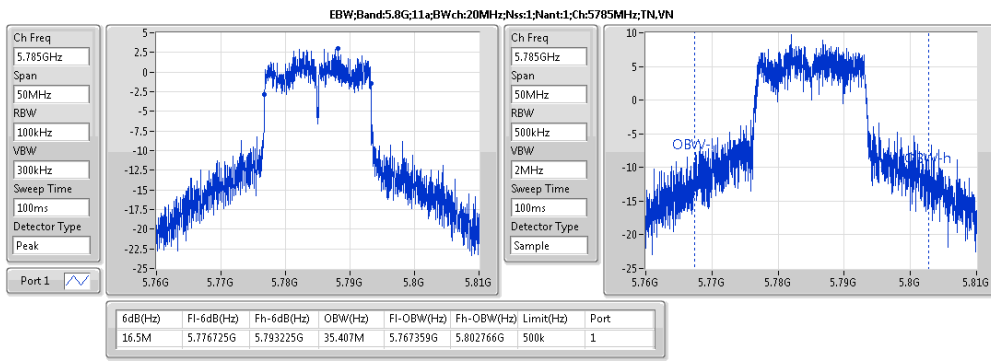 EBW;Band:5.8G;11a;BWch:20MHz;Nss:1;Nant:1;Ch:5785MHz;TN,VN
Ch Freq
5.785GHz
Span
50MHz
RBW
100kHz
VBW
300kHz
Sweep Time
100ms
Detector Type
Peak
Port 1
5
2.5
0
-2.5
-5
-7.5
-10
-12.5
-15
-17.5
-20
-22.5
-25
5.76G 5.77G 5.78G 5.79G 5.8G 5.81G
Ch Freq
5.785GHz
Span
50MHz
RBW
500kHz
VBW
2MHz
Sweep Time
100ms
Detector Type
Sample
10
5
0
-5
-10
-15
-20
-25
OBW-l
OBW-h
5.76G 5.77G 5.78G 5.79G 5.8G 5.81G
6dB(Hz) Fl-6dB(Hz) Fh-6dB(Hz) OBW(Hz) Fl-OBW(Hz) Fh-OBW(Hz) Limit(Hz) Port
16.5M 5.776725G 5.793225G 35.407M 5.767359G 5.802766G 500k 1